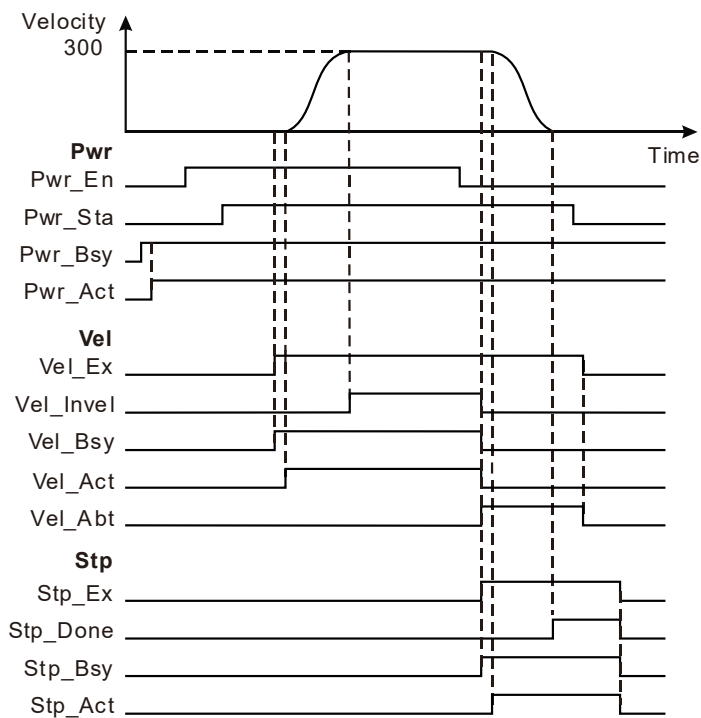 Velocity
300
Time
Pwr
Pwr_En
Pwr_Sta
Pwr_Bsy
Pwr_Act
Vel
Vel_Ex
Vel_Invel
Vel_Bsy
Vel_Act
Vel_Abt
Stp
Stp_Ex
Stp_Done
Stp_Bsy
Stp_Act